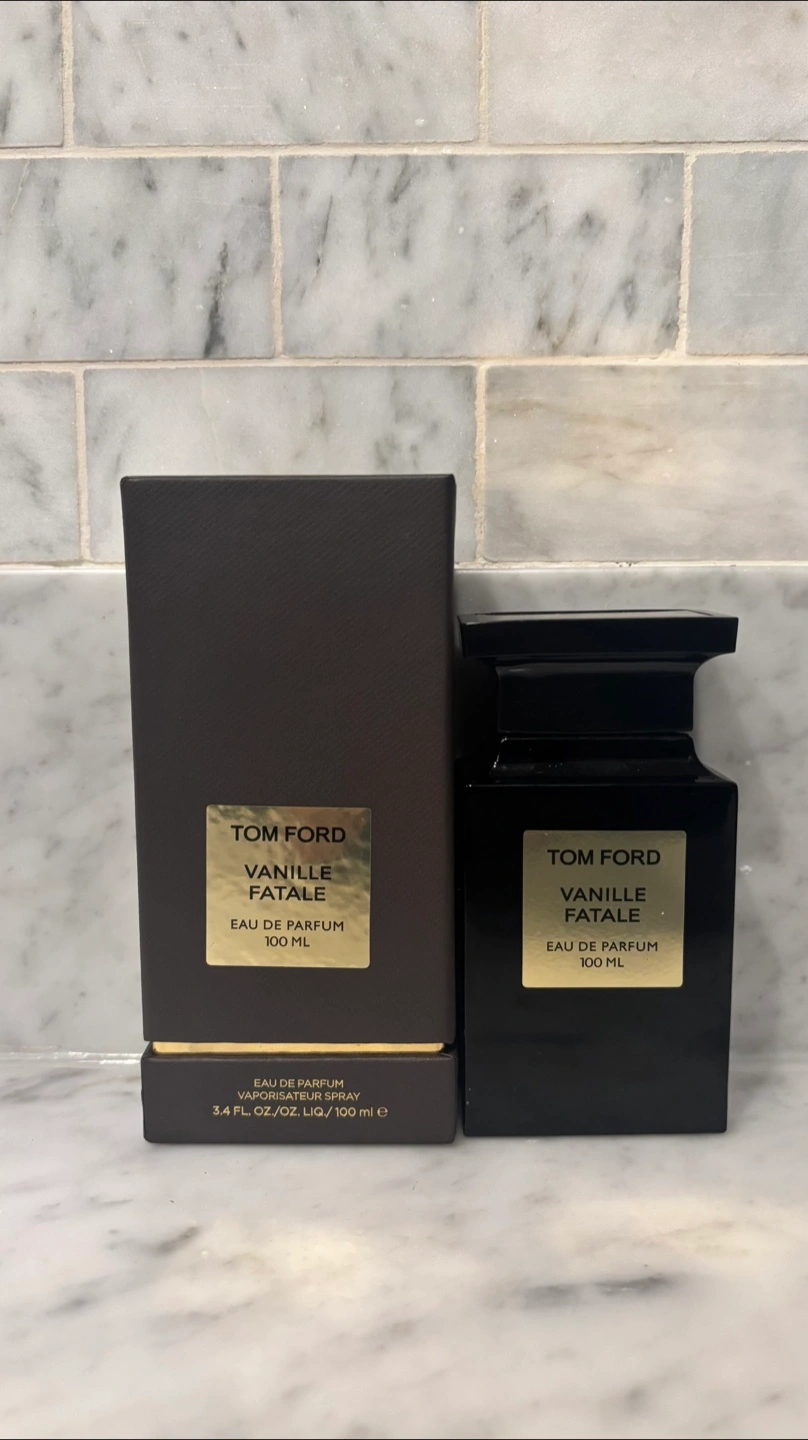 TOM FORD
VANILLE
FATALE
EAU DE PARFUM
100 ML
EAU DE PARFUM
VAPORISATEUR SPRAY
3.4 FL. OZ./OZ. LIQ./ 100 ml ℮
TOM FORD
VANILLE
FATALE
EAU DE PARFUM
100 ML